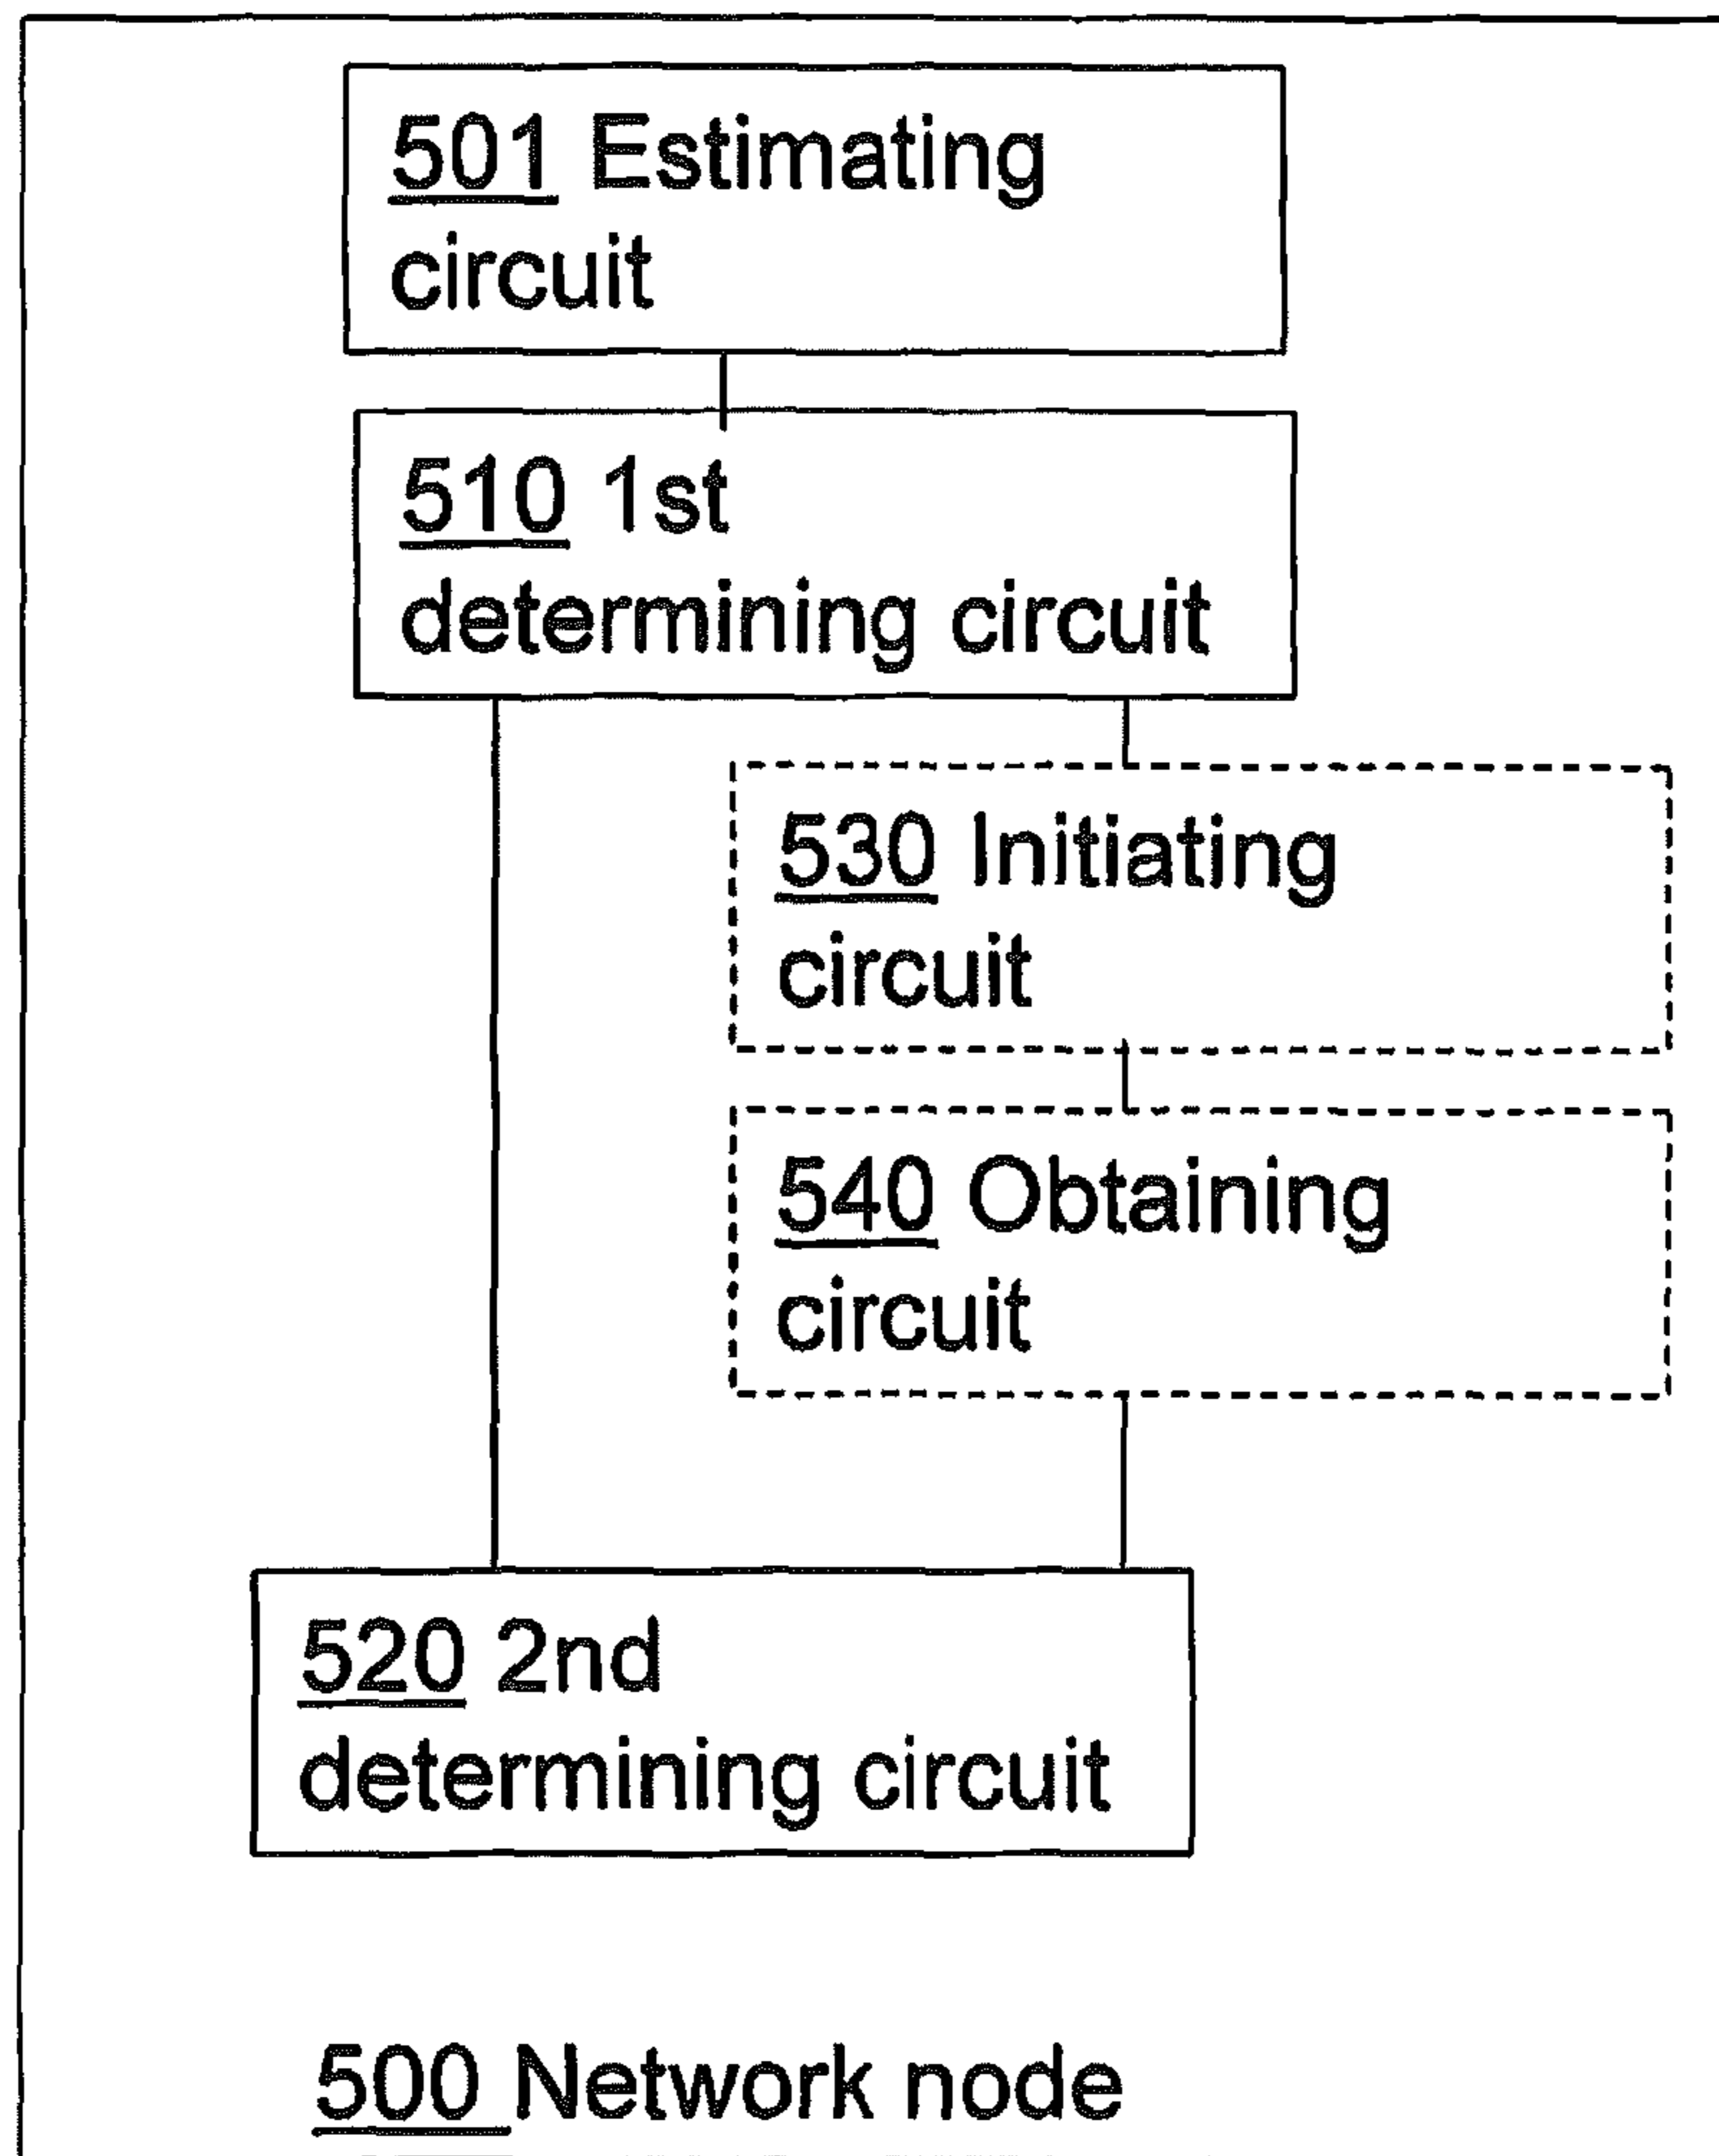 501 Estimating
circuit
510 1st
determining circuit
530 Initiating
circuit
540 Obtaining
circuit
520 2nd
determining circuit
500 Network node